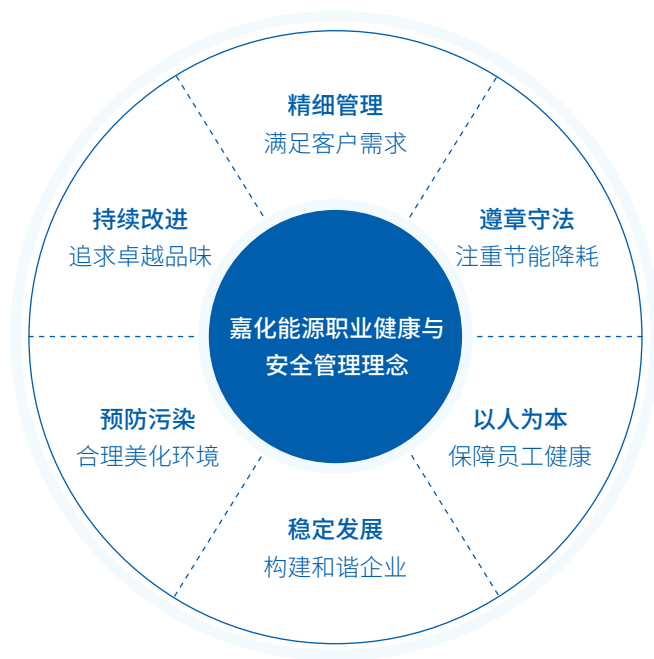 精细管理
满足客户需求
持续改进
追求卓越品味
遵章守法
注重节能降耗
嘉化能源职业健康与
安全管理理念
预防污染
合理美化环境
以人为本
保障员工健康
稳定发展
构建和谐企业